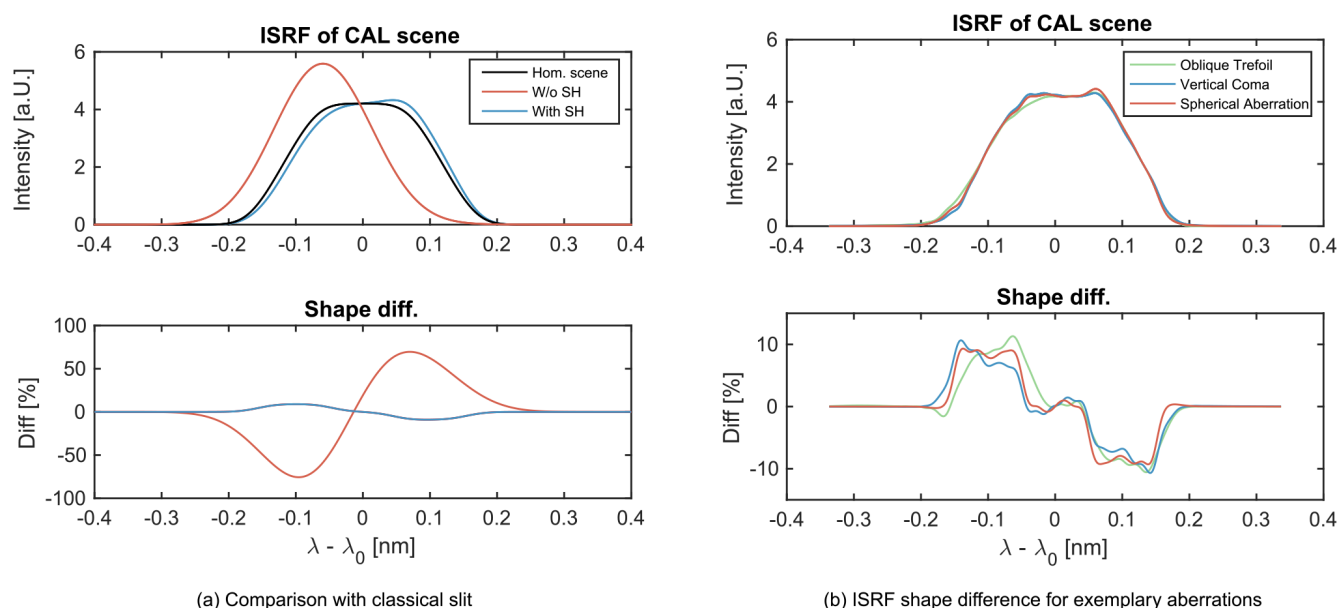 ISRF of CAL scene
6
4
2
0
Intensity [a.U.]
Hom. scene
W/o SH
With SH
-0.4 -0.3 -0.2 -0.1 0 0.1 0.2 0.3 0.4
Shape diff.
100
50
0
-50
-100
Diff [%]
-0.4 -0.3 -0.2 -0.1 0 0.1 0.2 0.3 0.4
λ - λ0 [nm]
(a) Comparison with classical slit
ISRF of CAL scene
6
4
2
0
Intensity [a.U.]
Oblique Trefoil
Vertical Coma
Spherical Aberration
-0.4 -0.3 -0.2 -0.1 0 0.1 0.2 0.3 0.4
Shape diff.
10
0
-10
Diff [%]
-0.4 -0.3 -0.2 -0.1 0 0.1 0.2 0.3 0.4
λ - λ0 [nm]
(b) ISRF shape difference for exemplary aberrations